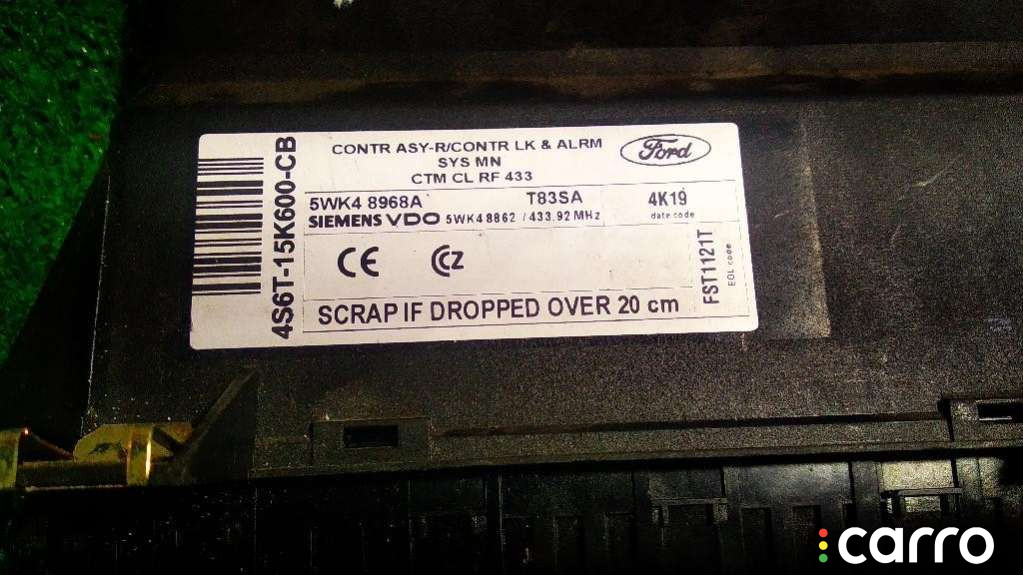 4S6T-15K600-CB
CONTR ASY-R/CONTR LK & ALRM
SYS MN
CTM CL RF 433
Ford
5WK4 8968A T83SA 4K19
SIEMENS VDO 5WK4 8862 / 433.92 MHz date code
CE CCZ
FST1121T
EOL code
SCRAP IF DROPPED OVER 20 cm
carro